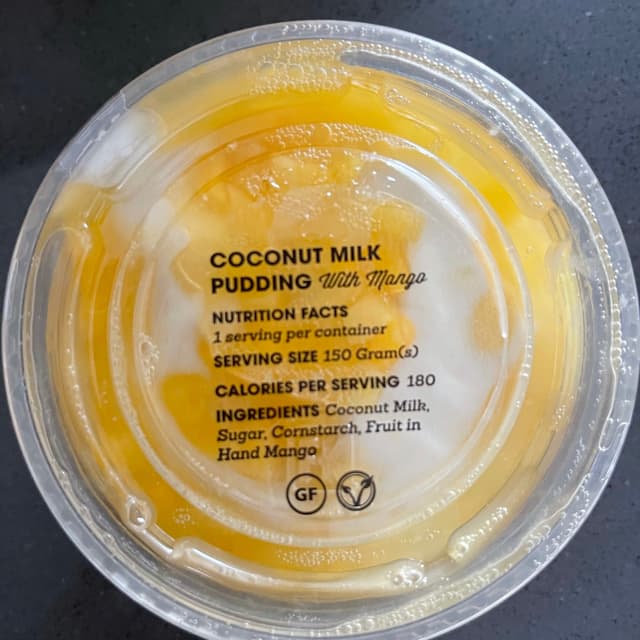 COCONUT MILK
PUDDING With Mango
NUTRITION FACTS
1 serving per container
SERVING SIZE 150 Gram(s)
CALORIES PER SERVING 180
INGREDIENTS Coconut Milk,
Sugar, Cornstarch, Fruit in
Hand Mango
GF